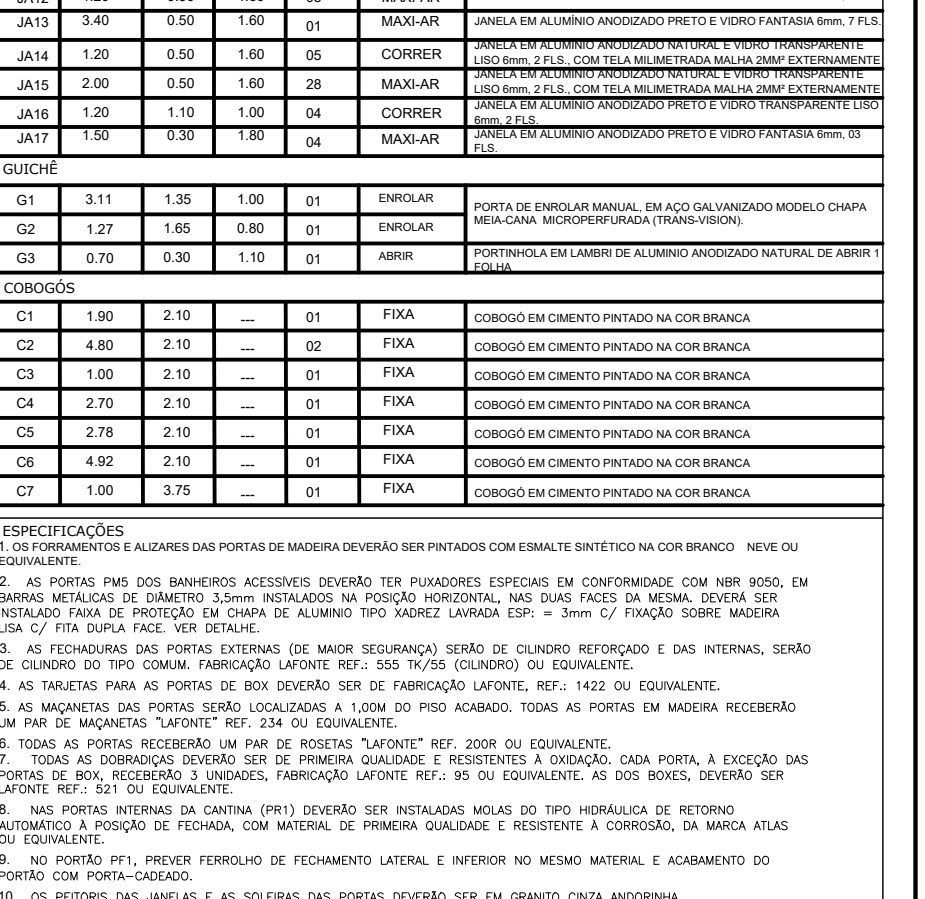 JA13 3.40 0.50 1.60 01 MAXI-AR JANELA EM ALUMÍNIO ANODIZADO PRETO E VIDRO FANTASIA 6mm, 7 FLS.
JA14 1.20 0.50 1.60 05 CORRER JANELA EM ALUMINIO ANODIZADO NATURAL E VIDRO TRANSPARENTE
LISO 6mm, 2 FLS., COM TELA MILIMETRADA MALHA 2MM² EXTERNAMENTE
JA15 2.00 0.50 1.60 28 MAXI-AR JANELA EM ALUMINIO ANODIZADO NATURAL E VIDRO TRANSPARENTE
LISO 6mm, 2 FLS., COM TELA MILIMETRADA MALHA 2MM² EXTERNAMENTE
JA16 1.20 1.10 1.00 04 CORRER JANELA EM ALUMINIO ANODIZADO PRETO E VIDRO TRANSPARENTE LISO
6mm, 2 FLS.
JA17 1.50 0.30 1.80 04 MAXI-AR JANELA EM ALUMINIO ANODIZADO PRETO E VIDRO FANTASIA 6mm, 03
FLS.
GUICHÊ
G1 3.11 1.35 1.00 01 ENROLAR PORTA DE ENROLAR MANUAL, EM AÇO GALVANIZADO MODELO CHAPA
MEIA-CANA MICROPERFURADA (TRANS-VISION).
G2 1.27 1.65 0.80 01 ENROLAR
G3 0.70 0.30 1.10 01 ABRIR PORTINHOLA EM LAMBRI DE ALUMINIO ANODIZADO NATURAL DE ABRIR 1
FOLHA
COBOGÓS
C1 1.90 2.10 --- 01 FIXA COBOGÓ EM CIMENTO PINTADO NA COR BRANCA
C2 4.80 2.10 --- 02 FIXA COBOGÓ EM CIMENTO PINTADO NA COR BRANCA
C3 1.00 2.10 --- 01 FIXA COBOGÓ EM CIMENTO PINTADO NA COR BRANCA
C4 2.70 2.10 --- 01 FIXA COBOGÓ EM CIMENTO PINTADO NA COR BRANCA
C5 2.78 2.10 --- 01 FIXA COBOGÓ EM CIMENTO PINTADO NA COR BRANCA
C6 4.92 2.10 --- 01 FIXA COBOGÓ EM CIMENTO PINTADO NA COR BRANCA
C7 1.00 3.75 --- 01 FIXA COBOGÓ EM CIMENTO PINTADO NA COR BRANCA
ESPECIFICAÇÕES
1. OS FORRAMENTOS E ALIZARES DAS PORTAS DE MADEIRA DEVERÃO SER PINTADOS COM ESMALTE SINTÉTICO NA COR BRANCO NEVE OU
EQUIVALENTE.
2. AS PORTAS PM5 DOS BANHEIROS ACESSÍVEIS DEVERÃO TER PUXADORES ESPECIAIS EM CONFORMIDADE COM NBR 9050, EM
BARRAS METÁLICAS DE DIÂMETRO 3,5mm INSTALADOS NA POSIÇÃO HORIZONTAL, NAS DUAS FACES DA MESMA. DEVERÁ SER
INSTALADO FAIXA DE PROTEÇÃO EM CHAPA DE ALUMINIO TIPO XADREZ LAVRADA ESP: = 3mm C/ FIXAÇÃO SOBRE MADEIRA
LISA C/ FITA DUPLA FACE. VER DETALHE.
3. AS FECHADURAS DAS PORTAS EXTERNAS (DE MAIOR SEGURANÇA) SERÃO DE CILINDRO REFORÇADO E DAS INTERNAS, SERÃO
DE CILINDRO DO TIPO COMUM. FABRICAÇÃO LAFONTE REF.: 555 TK/55 (CILINDRO) OU EQUIVALENTE.
4. AS TARJETAS PARA AS PORTAS DE BOX DEVERÃO SER DE FABRICAÇÃO LAFONTE, REF.: 1422 OU EQUIVALENTE.
5. AS MAÇANETAS DAS PORTAS SERÃO LOCALIZADAS A 1,00M DO PISO ACABADO. TODAS AS PORTAS EM MADEIRA RECEBERÃO
UM PAR DE MAÇANETAS "LAFONTE" REF. 234 OU EQUIVALENTE.
6. TODAS AS PORTAS RECEBERÃO UM PAR DE ROSETAS "LAFONTE" REF. 200R OU EQUIVALENTE.
7. TODAS AS DOBRADIÇAS DEVERÃO SER DE PRIMEIRA QUALIDADE E RESISTENTES À OXIDAÇÃO. CADA PORTA, À EXCEÇÃO DAS
PORTAS DE BOX, RECEBERÃO 3 UNIDADES, FABRICAÇÃO LAFONTE REF.: 95 OU EQUIVALENTE. AS DOS BOXES, DEVERÃO SER
LAFONTE REF.: 521 OU EQUIVALENTE.
8. NAS PORTAS INTERNAS DA CANTINA (PR1) DEVERÃO SER INSTALADAS MOLAS DO TIPO HIDRÁULICA DE RETORNO
AUTOMÁTICO À POSIÇÃO DE FECHADA, COM MATERIAL DE PRIMEIRA QUALIDADE E RESISTENTE À CORROSÃO, DA MARCA ATLAS
OU EQUIVALENTE.
9. NO PORTÃO PF1, PREVER FERROLHO DE FECHAMENTO LATERAL E INFERIOR NO MESMO MATERIAL E ACABAMENTO DO
PORTÃO COM PORTA-CADEADO.
10. OS PEITORIS DAS JANELAS E AS SOLEIRAS DAS PORTAS DEVERÃO SER EM GRANITO CINZA ANDORINHA